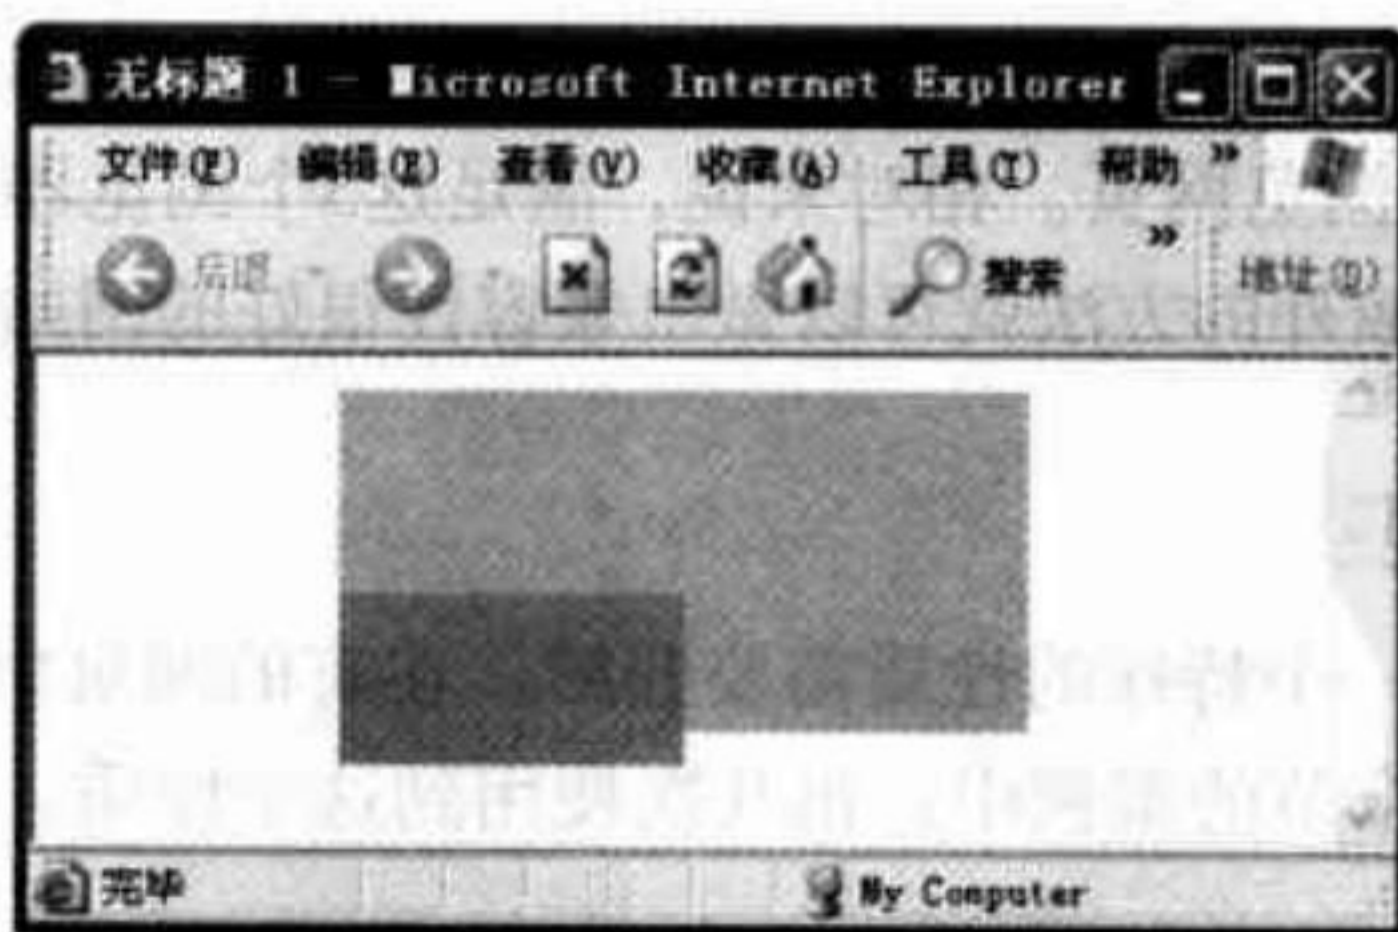 无标题 1 - Microsoft Internet Explorer
文件(F) 编辑(E) 查看(V) 收藏(A) 工具(T) 帮助 »
后退 搜索 » 地址(D)
完毕 My Computer